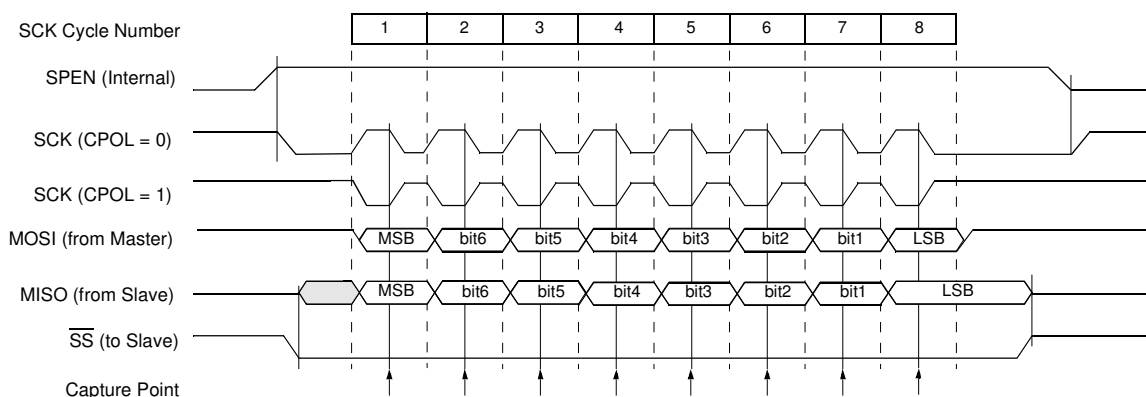 SCK Cycle Number 1 2 3 4 5 6 7 8
SPEN (Internal)
SCK (CPOL = 0)
SCK (CPOL = 1)
MOSI (from Master) MSB bit6 bit5 bit4 bit3 bit2 bit1 LSB
MISO (from Slave) MSB bit6 bit5 bit4 bit3 bit2 bit1 LSB
S̅S̅ (to Slave)
Capture Point